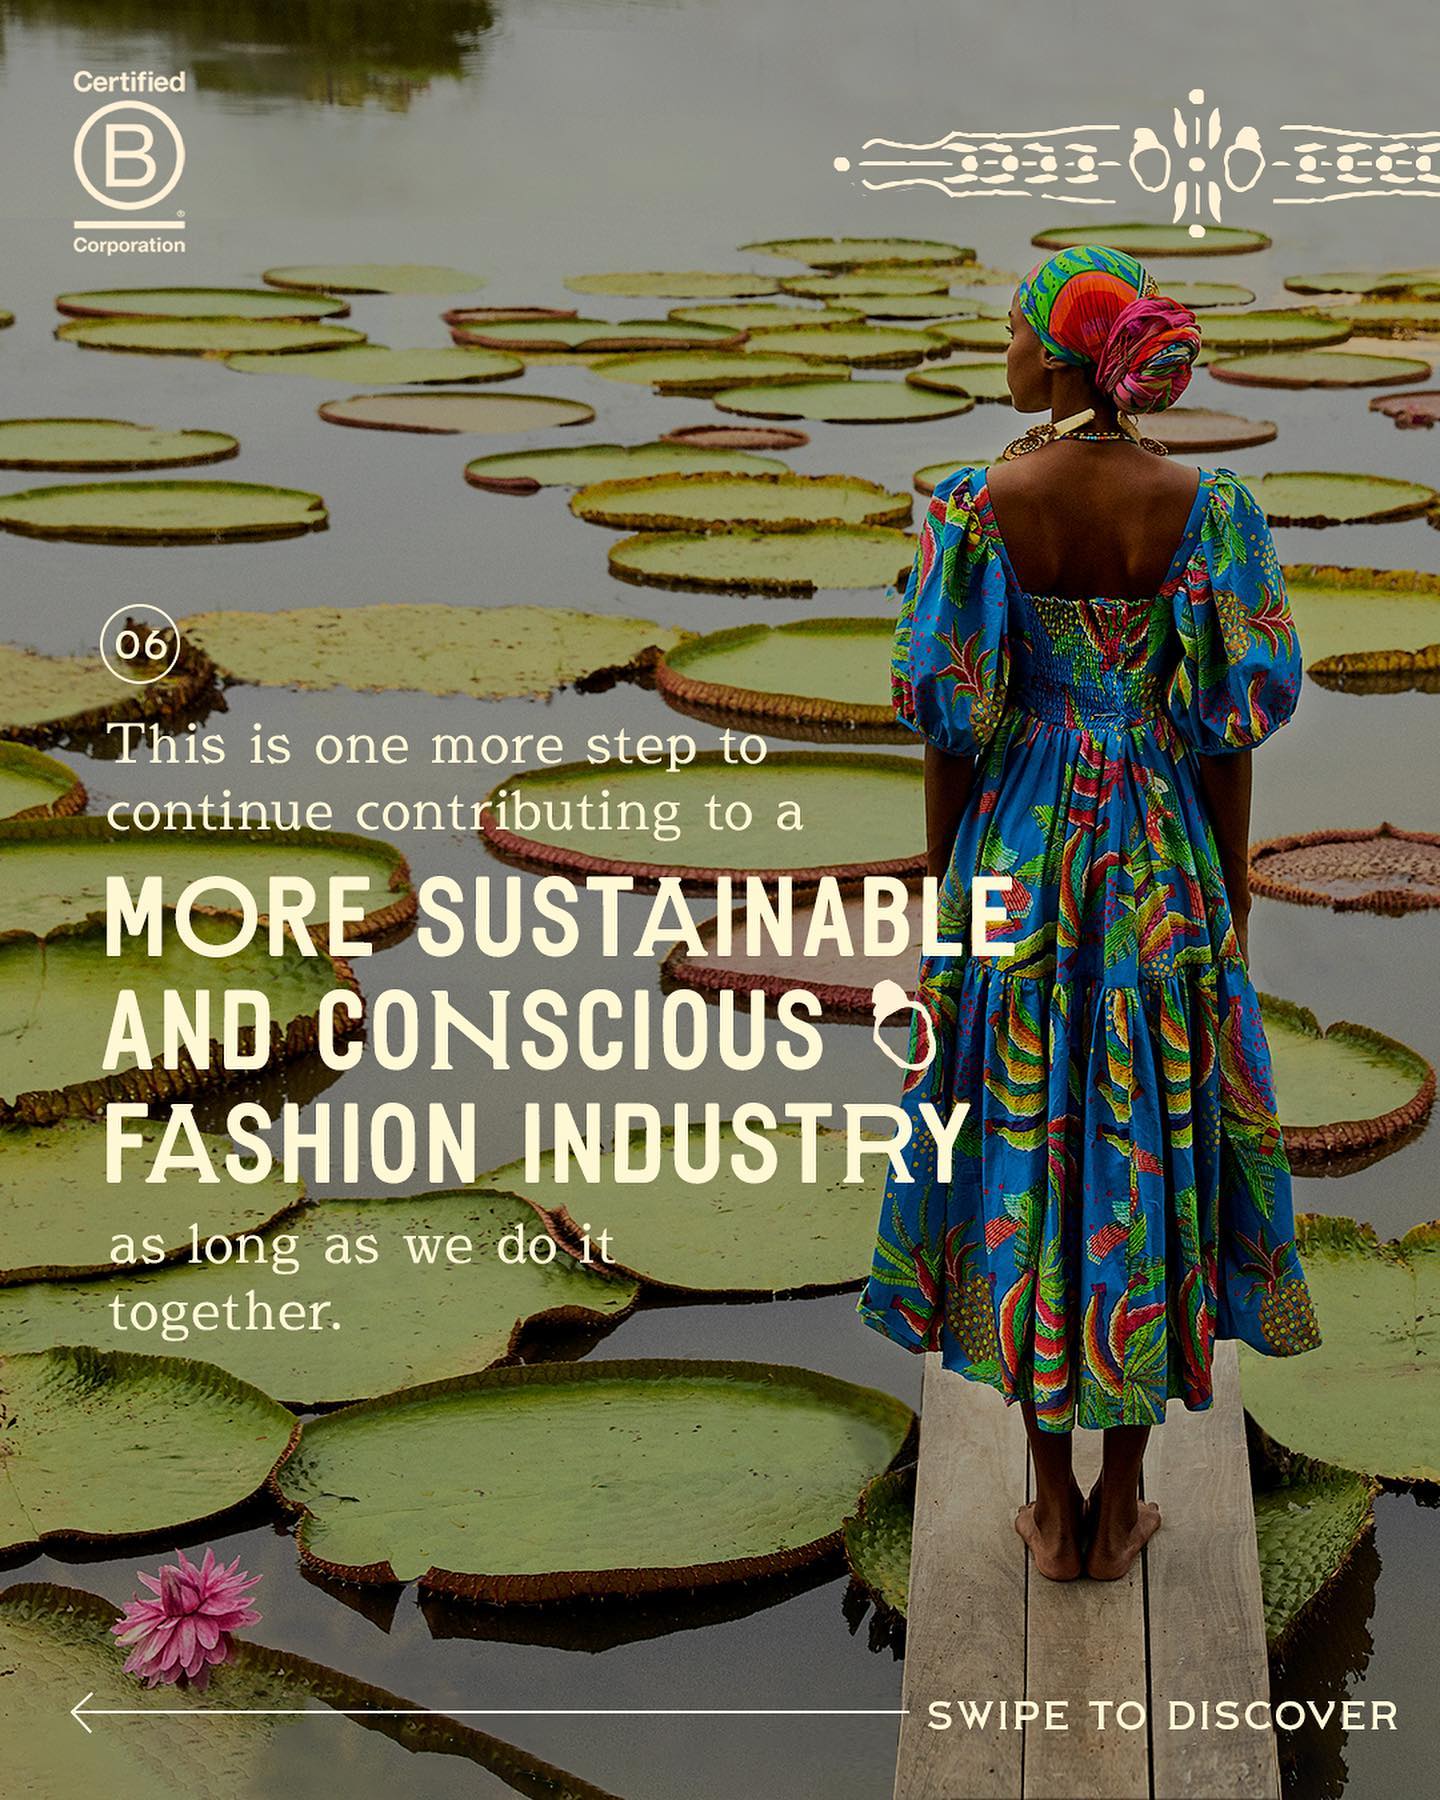 Certified
B
®
Corporation
06
This is one more step to
continue contributing to a
MORE SUSTAINABLE
AND CONSCIOUS
FASHION INDUSTRY
as long as we do it
together.
SWIPE TO DISCOVER